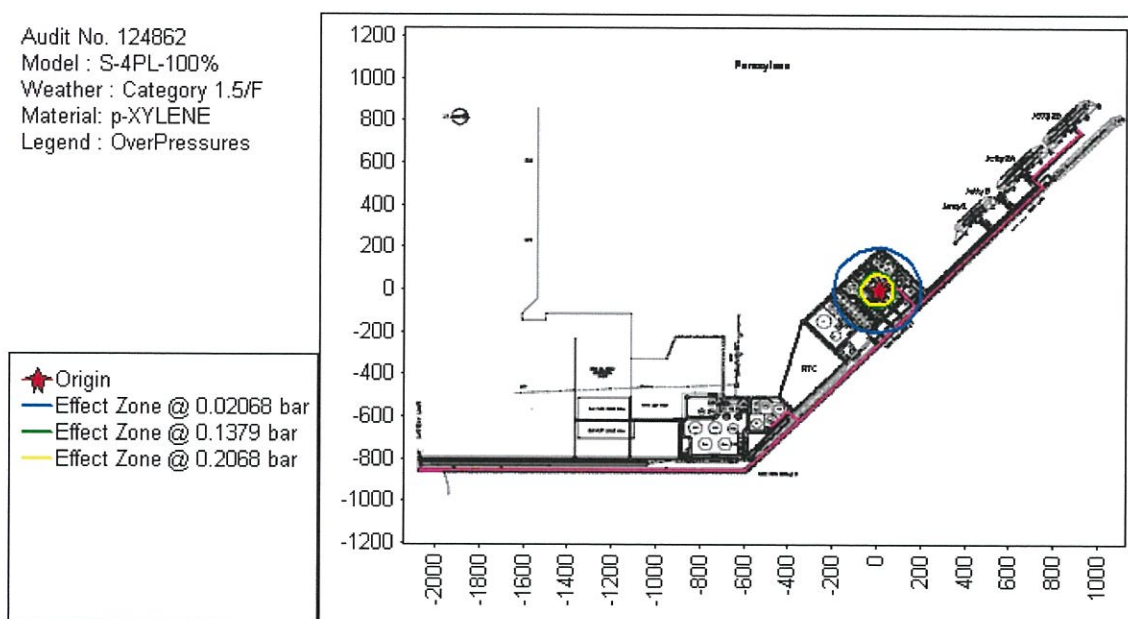 Audit No. 124862
Model : S-4PL-100%
Weather : Category 1.5/F
Material: p-XYLENE
Legend : OverPressures
Origin
Effect Zone @ 0.02068 bar
Effect Zone @ 0.1379 bar
Effect Zone @ 0.2068 bar
1200
1000
800
600
400
200
0
-200
-400
-600
-800
-1000
-1200
Paraxylene
Jetty 2A
Jetty B
RTC
-2000
-1800
-1600
-1400
-1200
-1000
-800
-600
-400
-200
0
200
400
600
800
1000